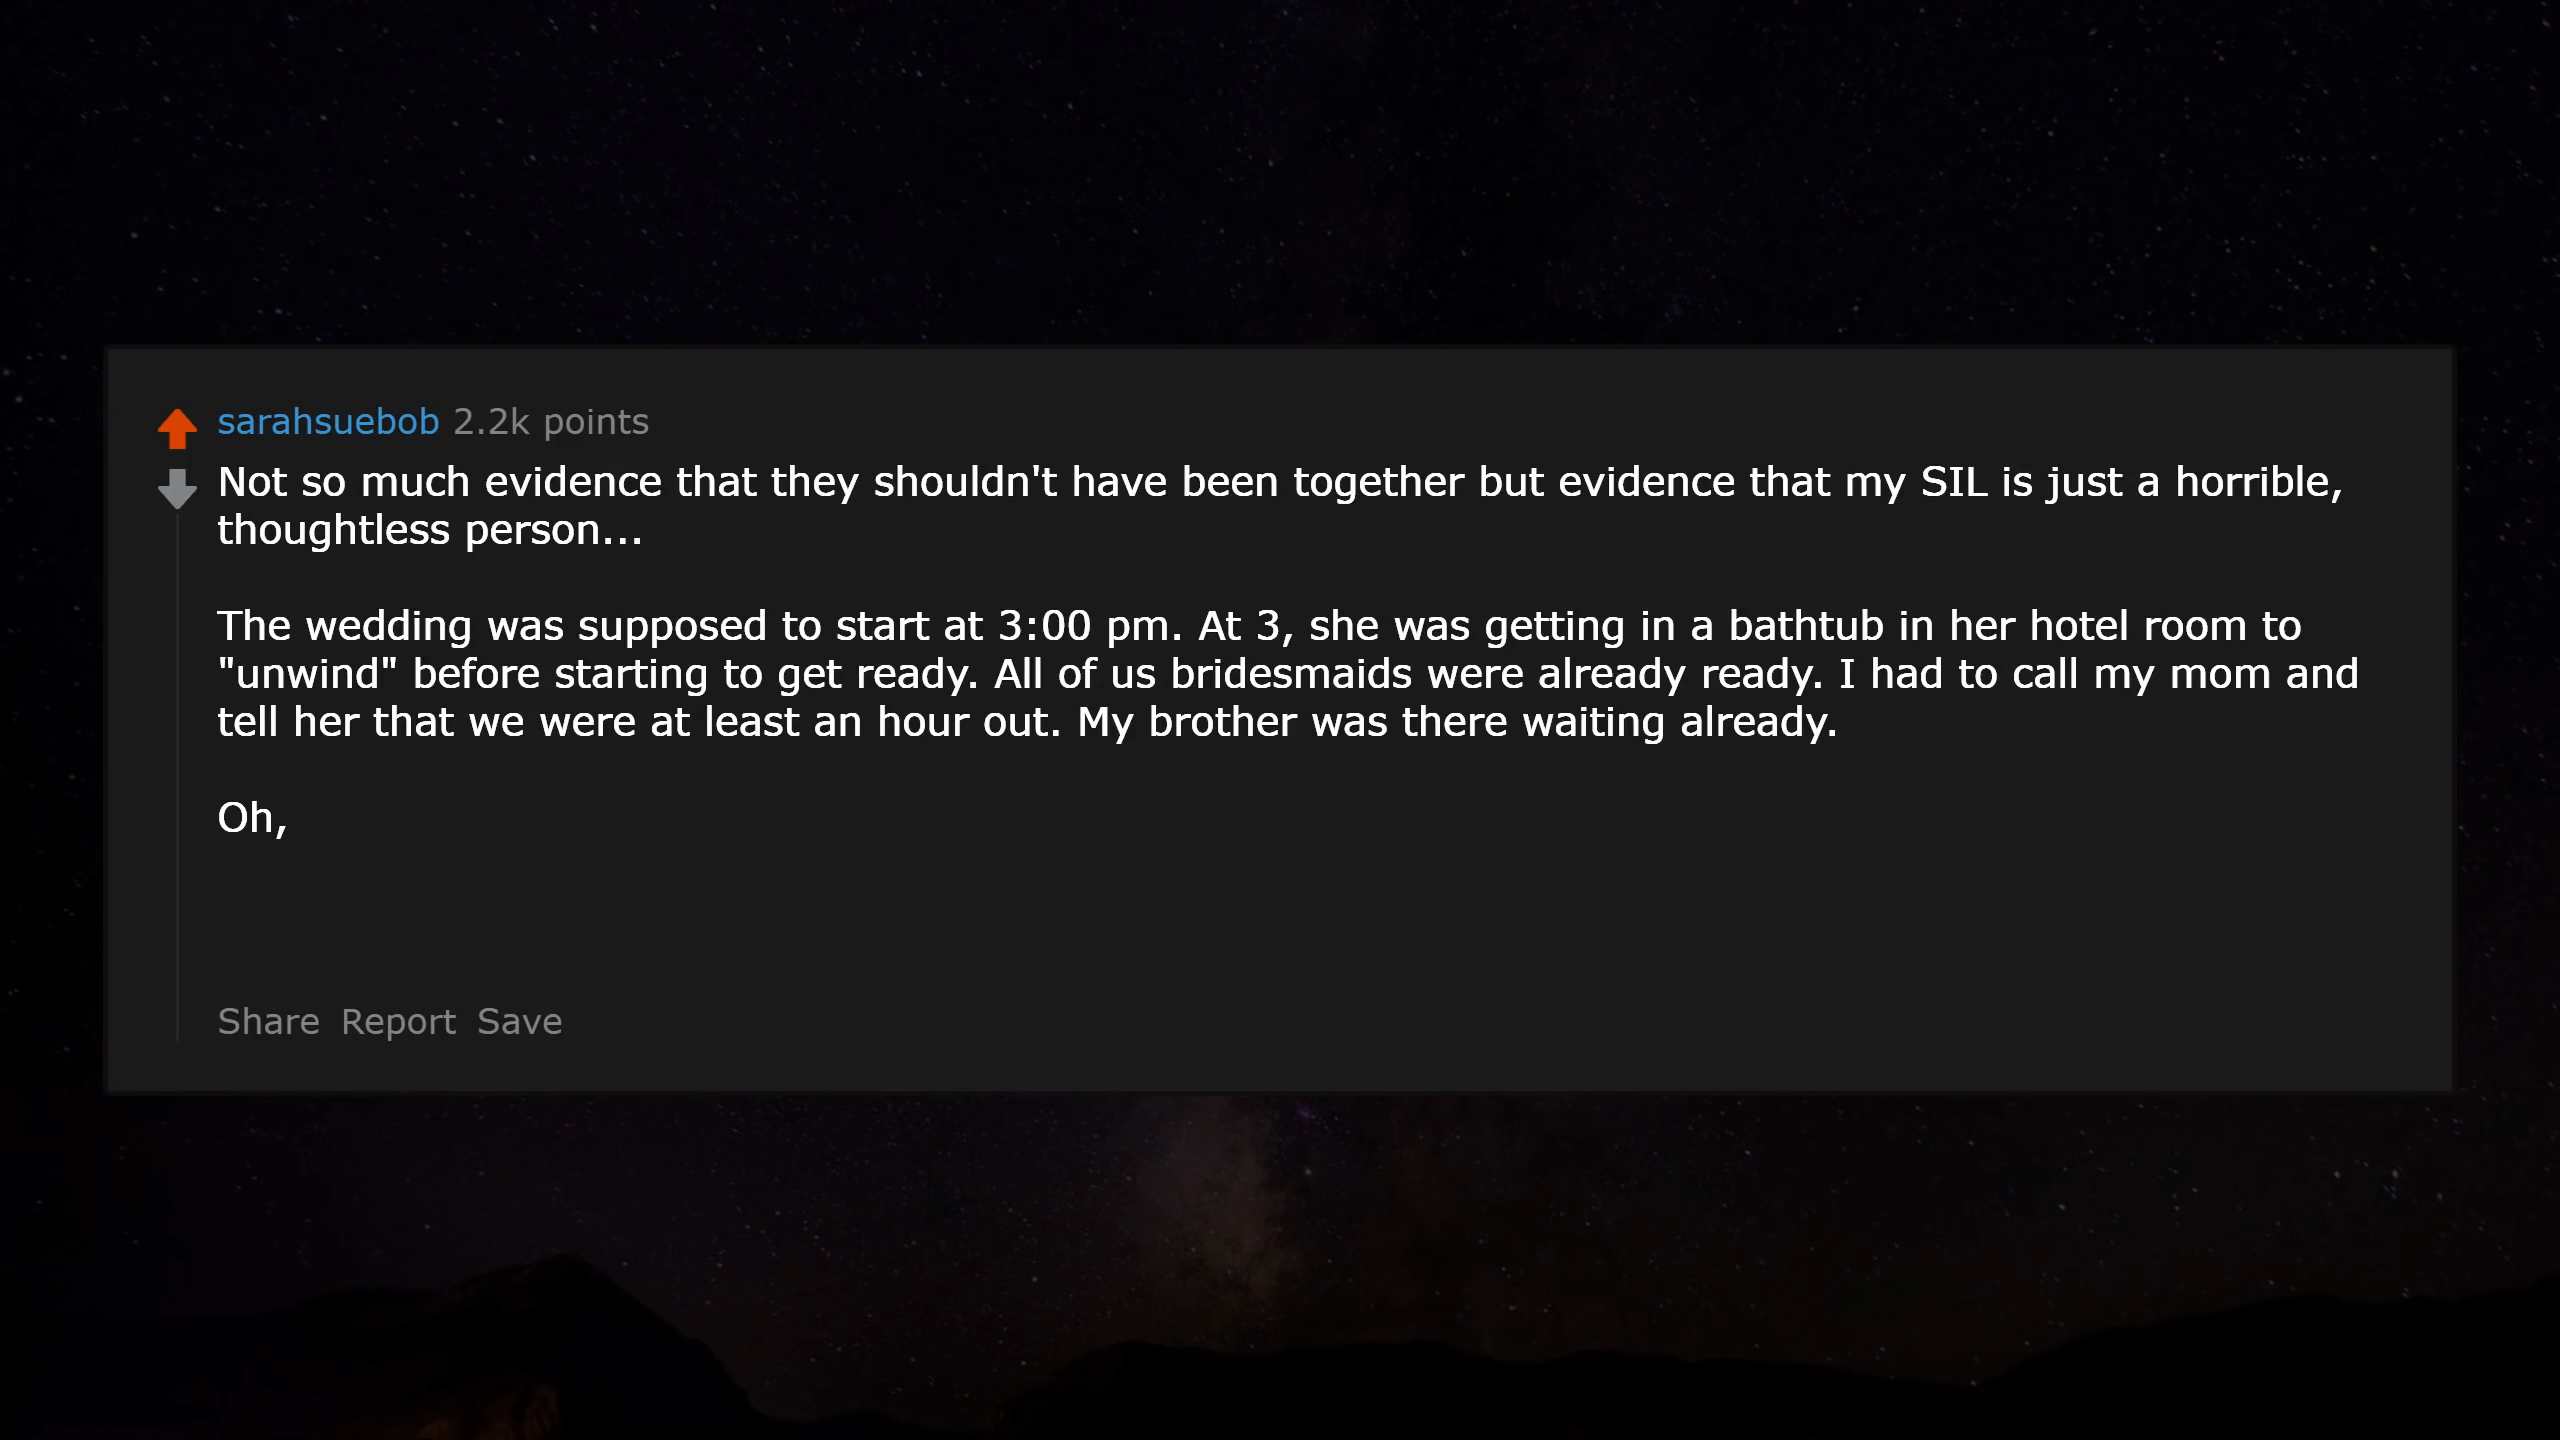 sarahsuebob 2.2k points
Not so much evidence that they shouldn't have been together but evidence that my SIL is just a horrible,
thoughtless person...
The wedding was supposed to start at 3:00 pm. At 3, she was getting in a bathtub in her hotel room to
"unwind" before starting to get ready. All of us bridesmaids were already ready. I had to call my mom and
tell her that we were at least an hour out. My brother was there waiting already.
Oh,
Share Report Save